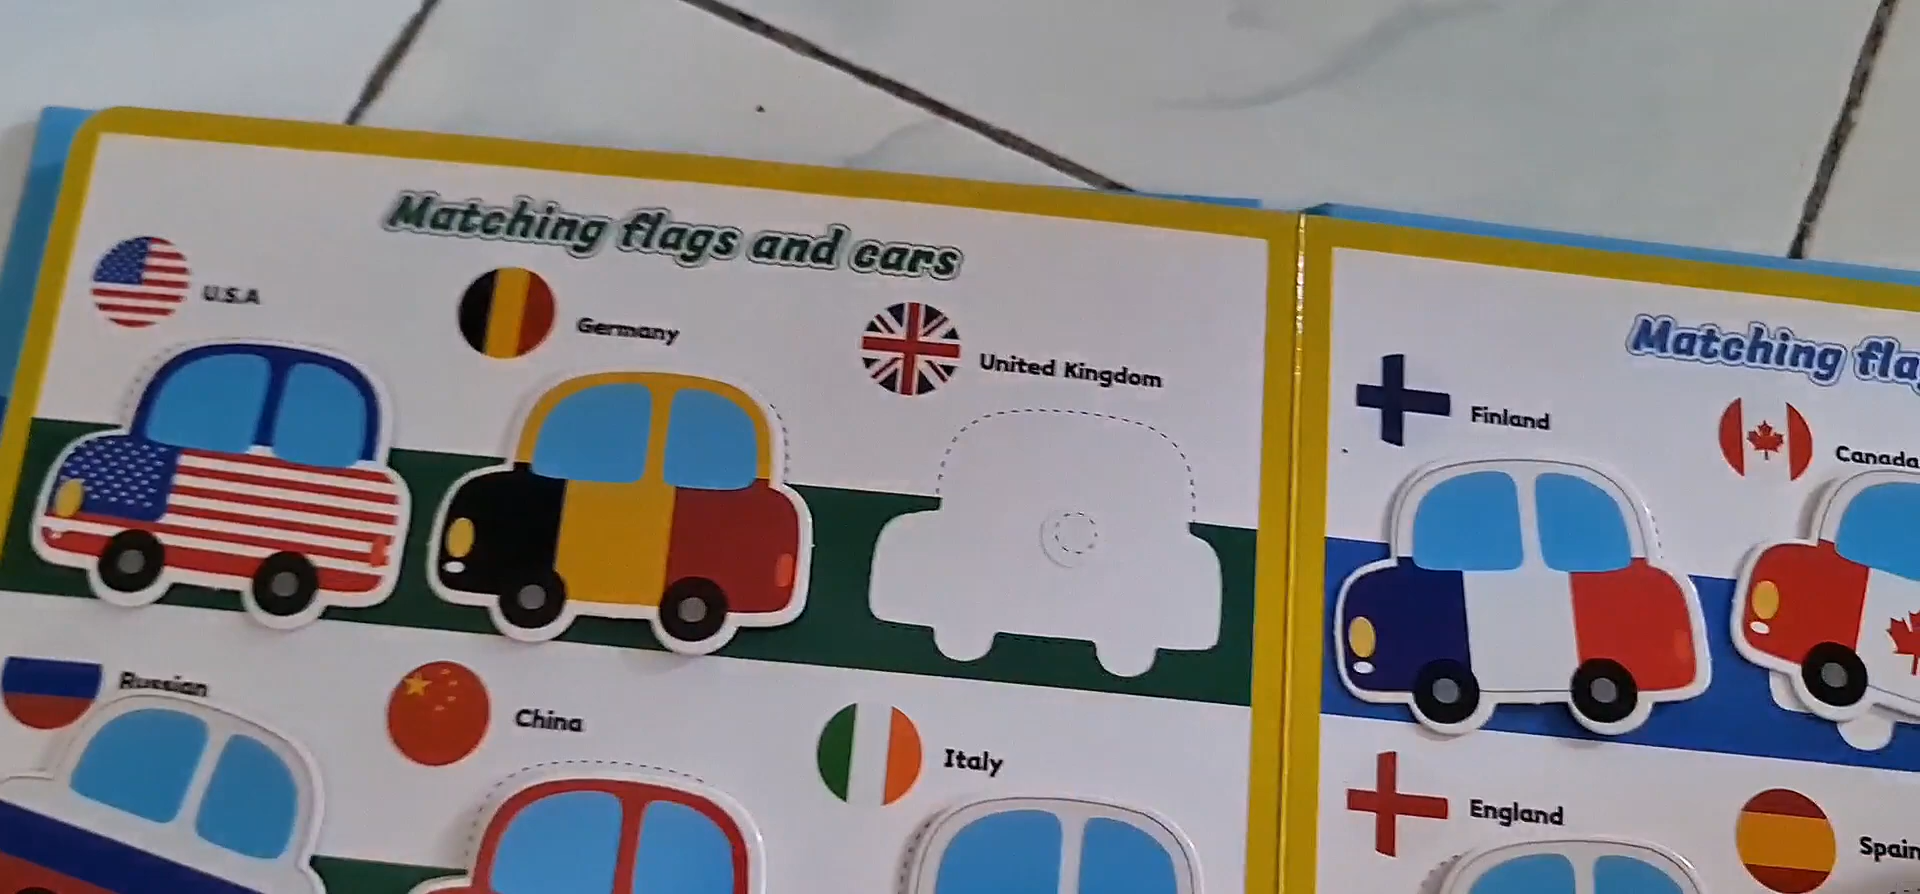 Matching flags and cars
U.S.A
Germany
United Kingdom
Russian
China
Italy
Matching fla
Finland
Canada
England
Spain